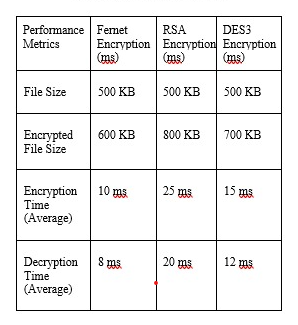 Performance Fernet RSA DES3
Metrics Encryption Encryption Encryption
(ms) (ms) (ms)
File Size 500 KB 500 KB 500 KB
Encrypted 600 KB 800 KB 700 KB
File Size
Encryption 10 ms 25 ms 15 ms
Time
(Average)
Decryption 8 ms 20 ms 12 ms
Time
(Average)